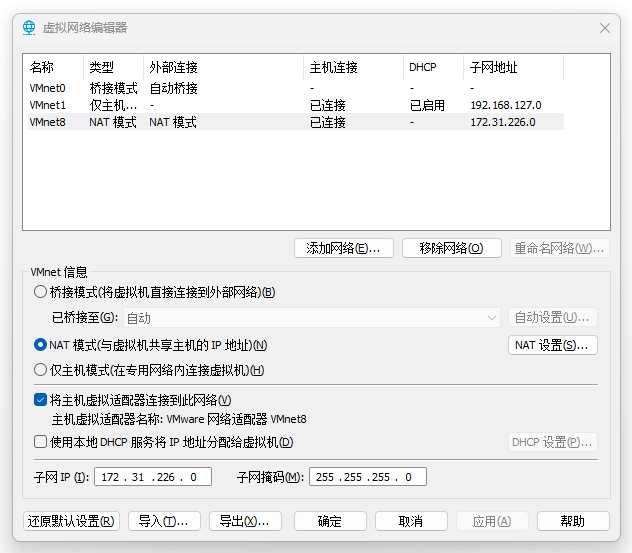 虚拟网络编辑器
名称 类型 外部连接 主机连接 DHCP 子网地址
VMnet0 桥接模式 自动桥接 - - -
VMnet1 仅主机... - 已连接 已启用 192.168.127.0
VMnet8 NAT 模式 NAT 模式 已连接 - 172.31.226.0
添加网络(E)... 移除网络(O) 重命名网络(W)...
VMnet 信息
桥接模式(将虚拟机直接连接到外部网络)(B)
已桥接至(G): 自动 自动设置(U)...
NAT 模式(与虚拟机共享主机的 IP 地址)(N) NAT 设置(S)...
仅主机模式(在专用网络内连接虚拟机)(H)
将主机虚拟适配器连接到此网络(V)
主机虚拟适配器名称: VMware 网络适配器 VMnet8
使用本地 DHCP 服务将 IP 地址分配给虚拟机(D) DHCP 设置(P)...
子网 IP (I): 172 . 31 .226 . 0 子网掩码(M): 255 .255 .255 . 0
还原默认设置(R) 导入(T)... 导出(X)... 确定 取消 应用(A) 帮助